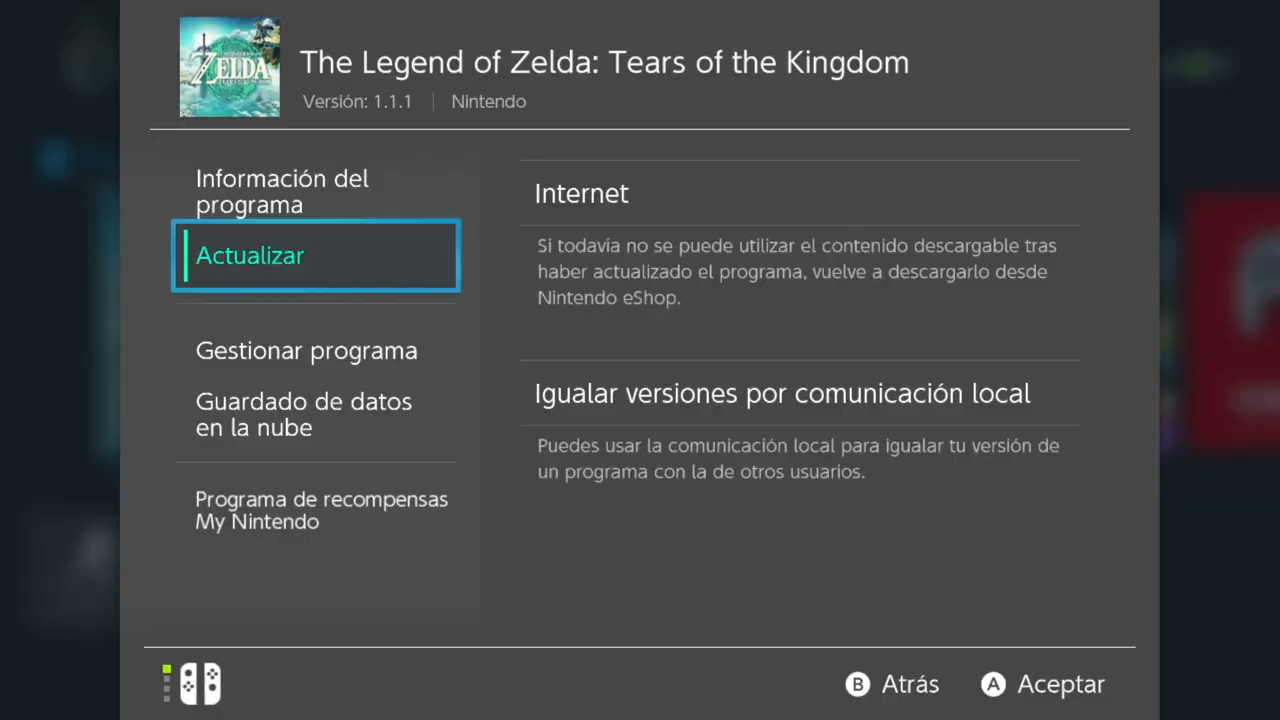 The Legend of Zelda: Tears of the Kingdom
Versión: 1.1.1 | Nintendo
ZELDA
Información del
programa
Actualizar
Gestionar programa
Guardado de datos
en la nube
Programa de recompensas
My Nintendo
Internet
Si todavía no se puede utilizar el contenido descargable tras
haber actualizado el programa, vuelve a descargarlo desde
Nintendo eShop.
Igualar versiones por comunicación local
Puedes usar la comunicación local para igualar tu versión de
un programa con la de otros usuarios.
B Atrás
A Aceptar